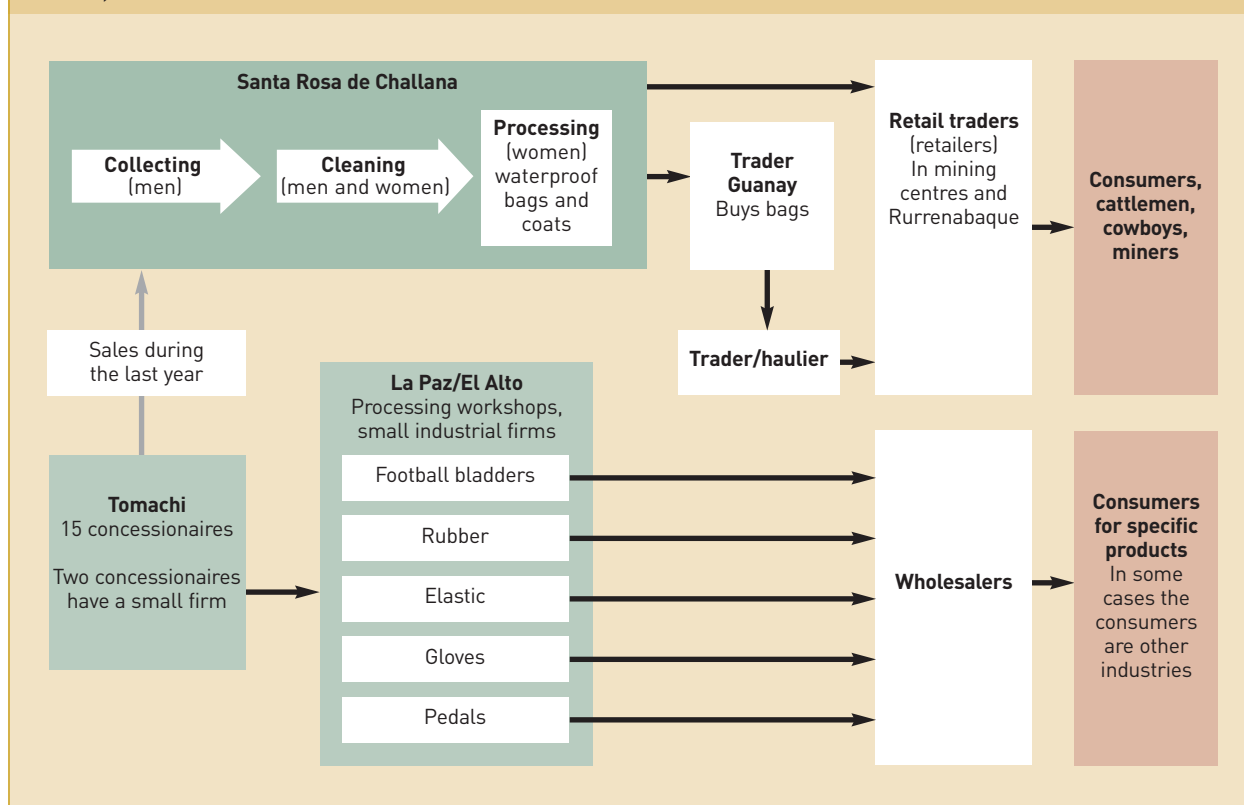 Santa Rosa de Challana
Collecting
(men)
Cleaning
(men and women)
Processing
(women)
waterproof
bags and
coats
Trader
Guanay
Buys bags
Trader/haulier
Retail traders
(retailers)
In mining
centres and
Rurrenabaque
Consumers,
cattlemen,
cowboys,
miners
Sales during
the last year
Tomachi
15 concessionaires
Two concessionaires
have a small firm
La Paz/El Alto
Processing workshops,
small industrial firms
Football bladders
Rubber
Elastic
Gloves
Pedals
Wholesalers
Consumers
for specific
products
In some
cases the
consumers
are other
industries